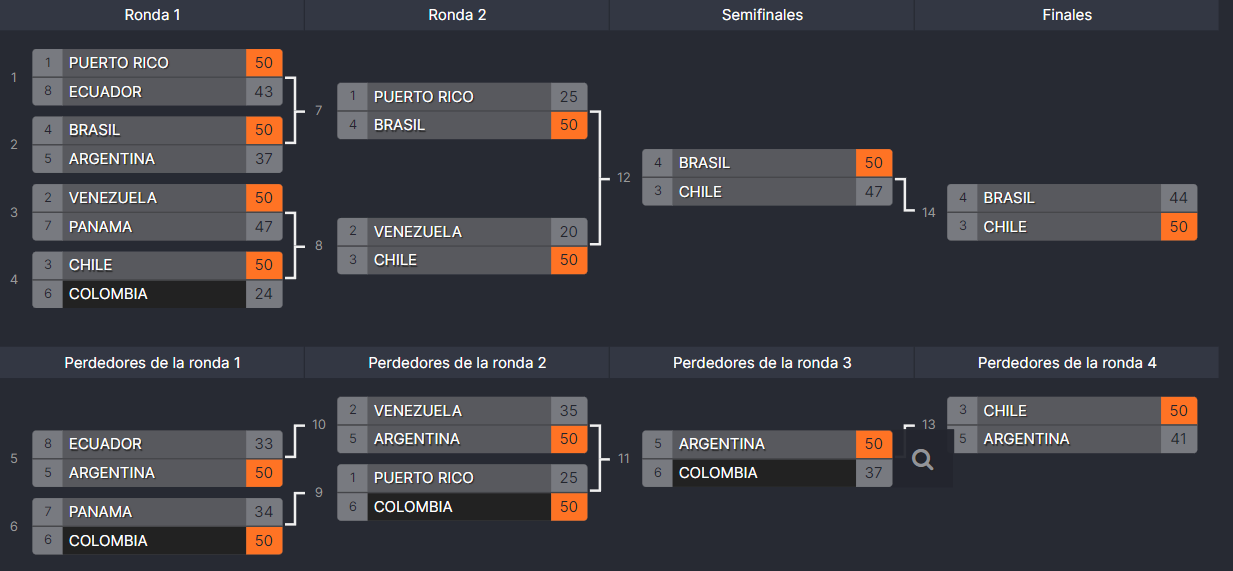 Ronda 1 Ronda 2 Semifinales Finales
1
1 PUERTO RICO 50
8 ECUADOR 43
2
4 BRASIL 50
5 ARGENTINA 37
3
2 VENEZUELA 50
7 PANAMA 47
4
3 CHILE 50
6 COLOMBIA 24
7
1 PUERTO RICO 25
4 BRASIL 50
8
2 VENEZUELA 20
3 CHILE 50
12
4 BRASIL 50
3 CHILE 47
14
4 BRASIL 44
3 CHILE 50
Perdedores de la ronda 1 Perdedores de la ronda 2 Perdedores de la ronda 3 Perdedores de la ronda 4
5
8 ECUADOR 33
5 ARGENTINA 50
6
7 PANAMA 34
6 COLOMBIA 50
10
2 VENEZUELA 35
5 ARGENTINA 50
9
1 PUERTO RICO 25
6 COLOMBIA 50
11
5 ARGENTINA 50
6 COLOMBIA 37
13
3 CHILE 50
5 ARGENTINA 41